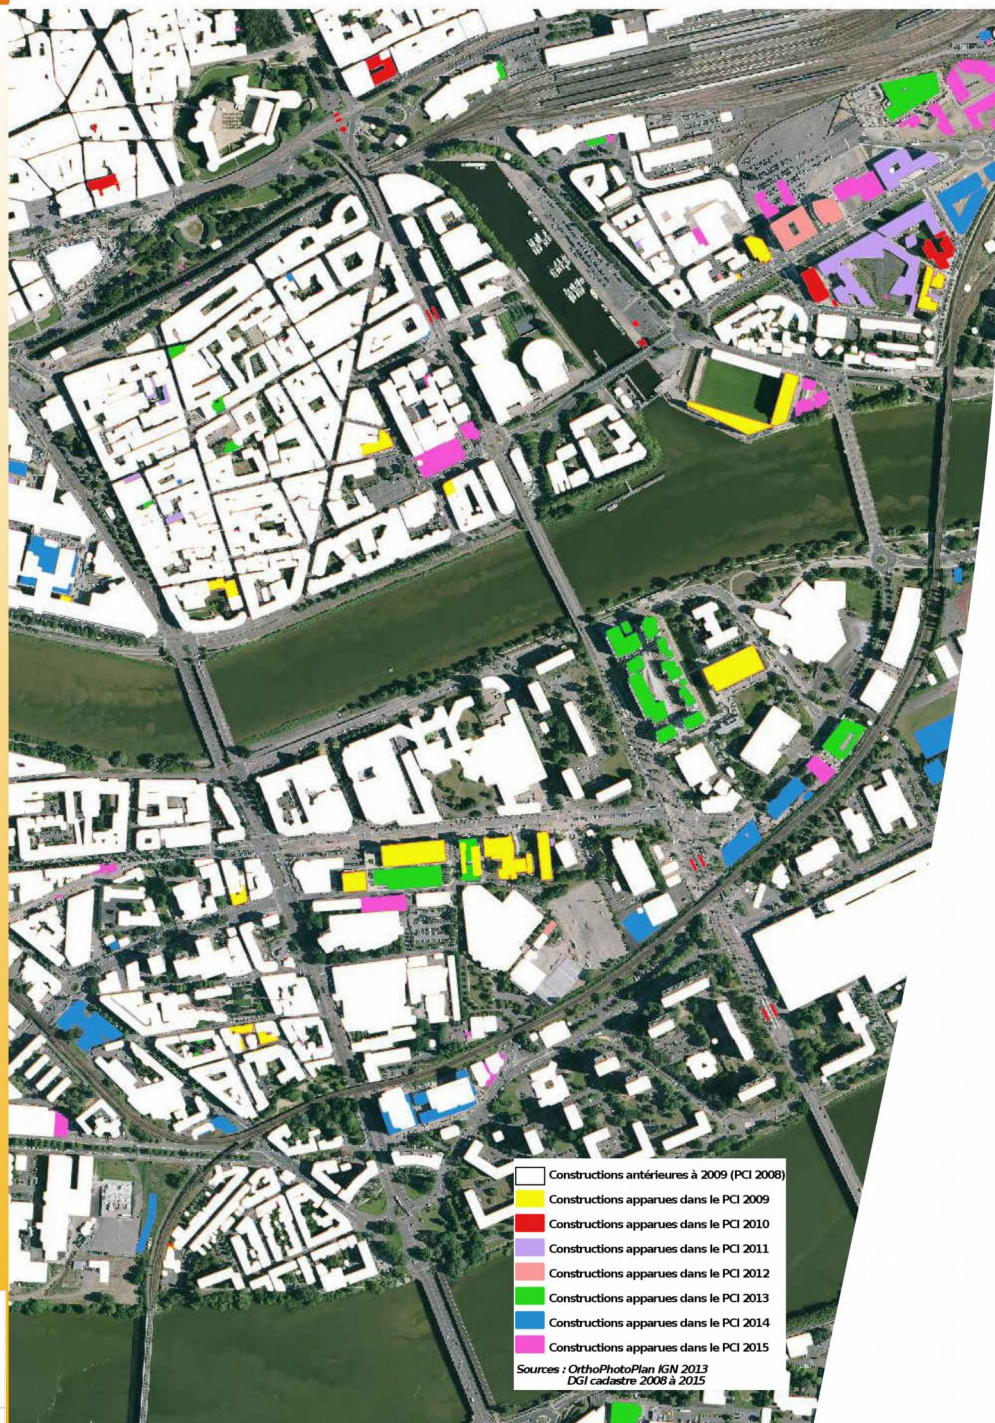 Constructions antérieures à 2009 (PCI 2008)
Constructions apparues dans le PCI 2009
Constructions apparues dans le PCI 2010
Constructions apparues dans le PCI 2011
Constructions apparues dans le PCI 2012
Constructions apparues dans le PCI 2013
Constructions apparues dans le PCI 2014
Constructions apparues dans le PCI 2015
Sources : OrthoPhotoPlan IGN 2013
DGI cadastre 2008 à 2015